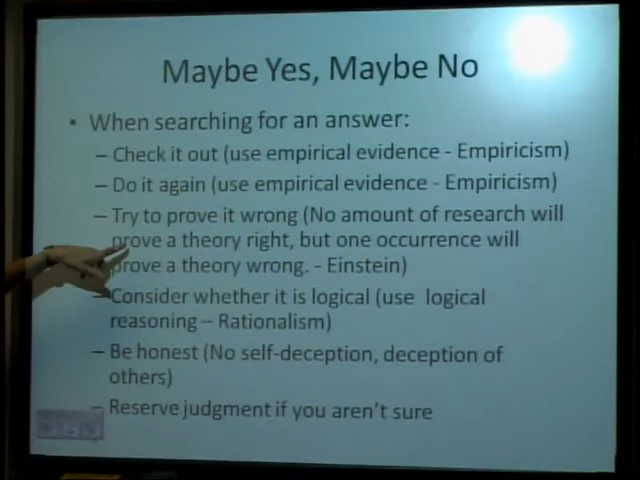 Maybe Yes, Maybe No
• When searching for an answer:
– Check it out (use empirical evidence - Empiricism)
– Do it again (use empirical evidence - Empiricism)
– Try to prove it wrong (No amount of research will
prove a theory right, but one occurrence will
prove a theory wrong. - Einstein)
– Consider whether it is logical (use logical
reasoning – Rationalism)
– Be honest (No self-deception, deception of
others)
– Reserve judgment if you aren't sure